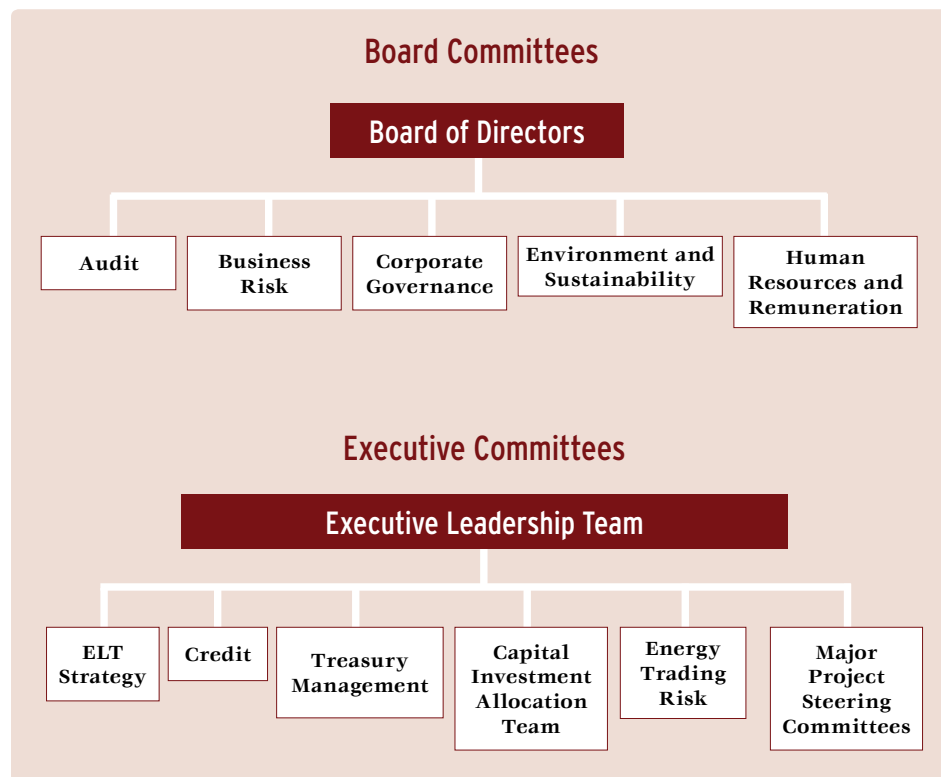 Board Committees
Board of Directors
Audit
Business
Risk
Corporate
Governance
Environment and
Sustainability
Human
Resources and
Remuneration
Executive Committees
Executive Leadership Team
ELT
Strategy
Credit
Treasury
Management
Capital
Investment
Allocation
Team
Energy
Trading
Risk
Major
Project
Steering
Committees